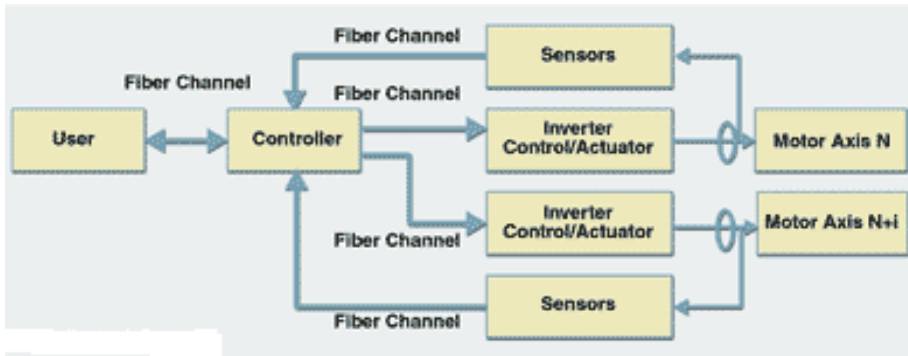 Fiber Channel
Sensors
Fiber Channel
Fiber Channel
User
Controller
Inverter
Control/Actuator
Motor Axis N
Inverter
Control/Actuator
Motor Axis N+i
Fiber Channel
Sensors
Fiber Channel